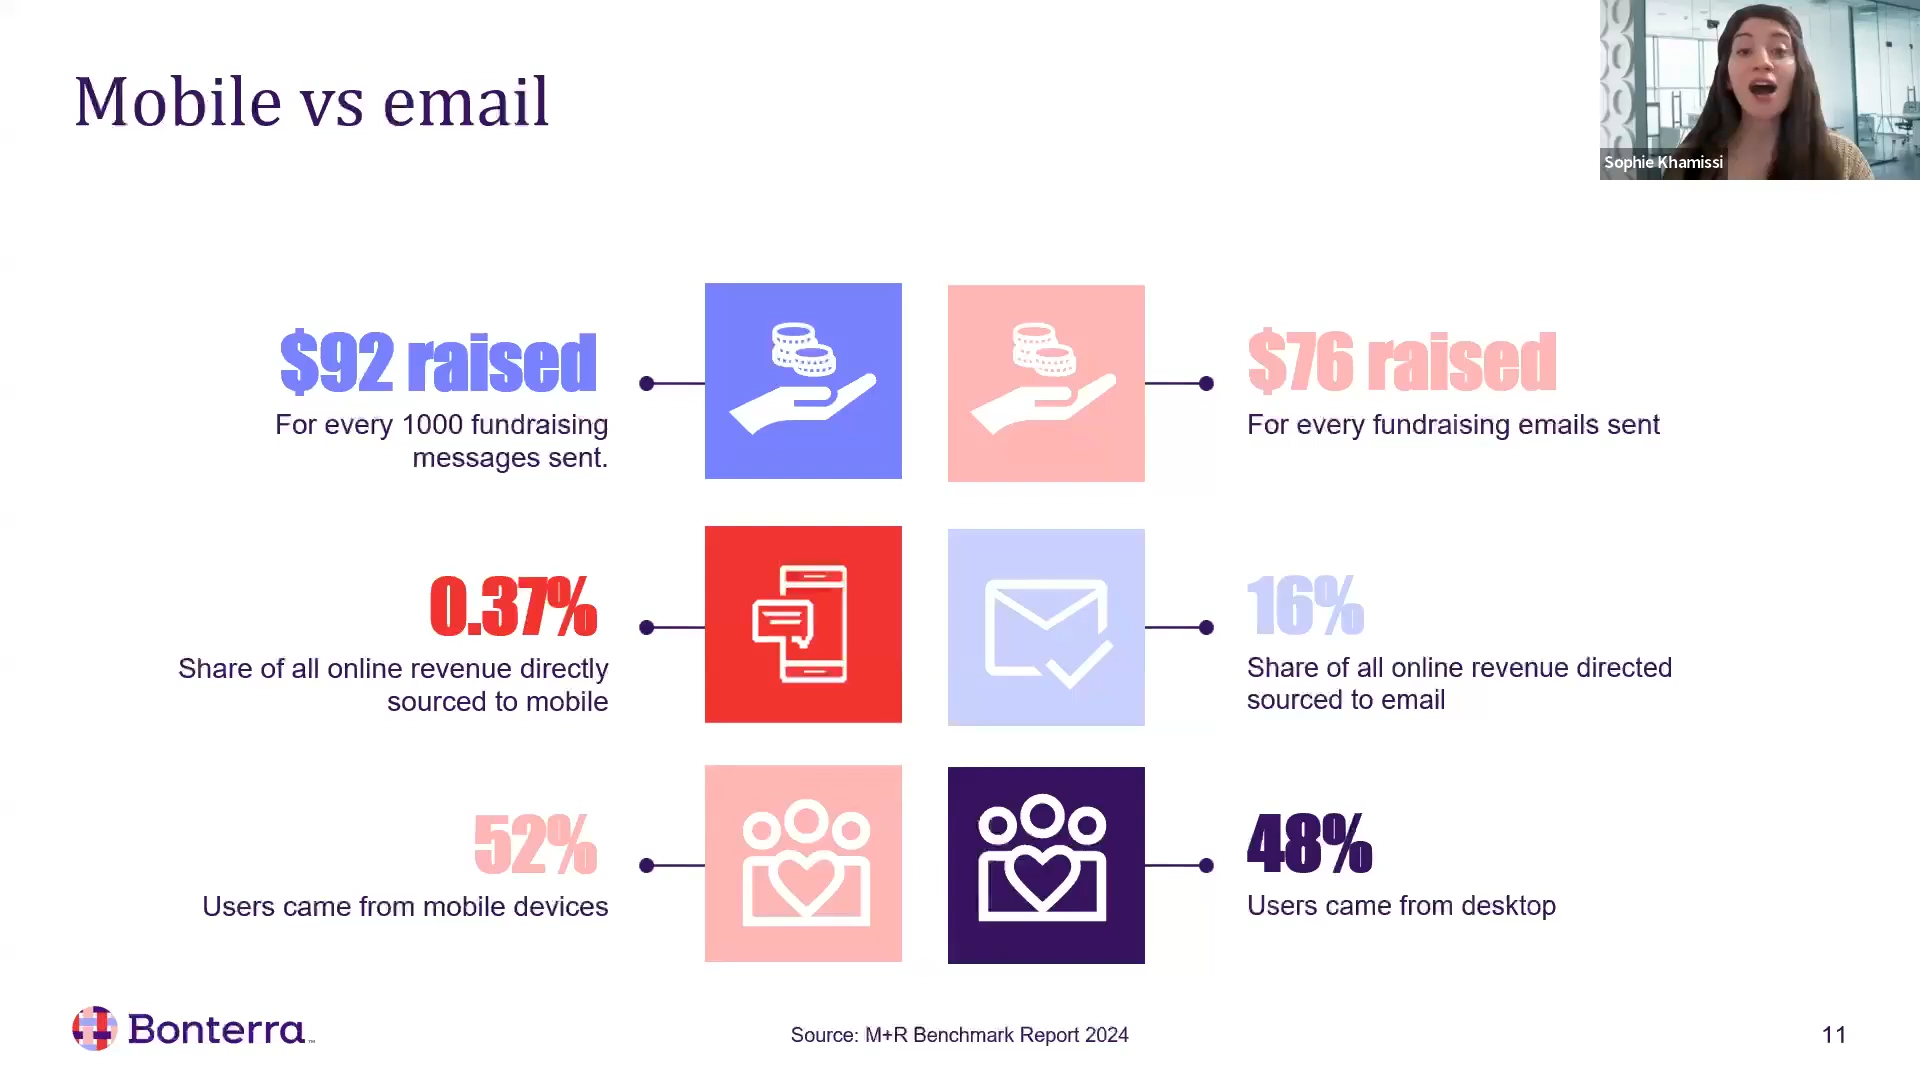 Mobile vs email
Sophie Khamissi
$92 raised
For every 1000 fundraising
messages sent.
$76 raised
For every fundraising emails sent
0.37%
Share of all online revenue directly
sourced to mobile
16%
Share of all online revenue directed
sourced to email
52%
Users came from mobile devices
48%
Users came from desktop
Bonterra™
Source: M+R Benchmark Report 2024
11